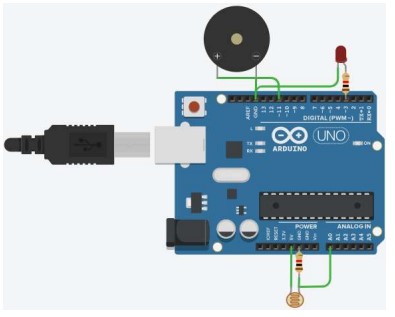 + -
AREF
GND
13
12
~11
~10
~9
8
7
~6
~5
4
~3
2
TX→1
RX←0
DIGITAL (PWM~)
L
TX
RX
ARDUINO
UNO
ON
POWER
ANALOG IN
RESET
3.3V
5V
GND
GND
Vin
A0
A1
A2
A3
A4
A5